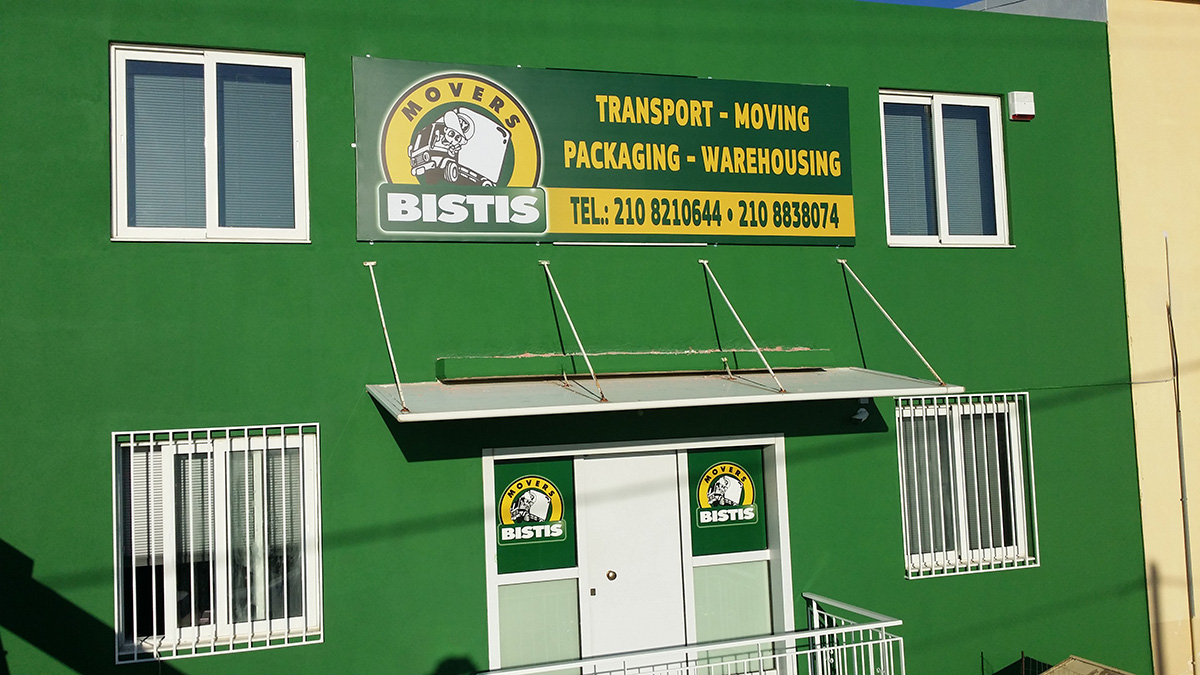 MOVERS
BISTIS
TRANSPORT - MOVING
PACKAGING - WAREHOUSING
TEL.: 210 8210644 • 210 8838074
MOVERS
BISTIS
MOVERS
BISTIS